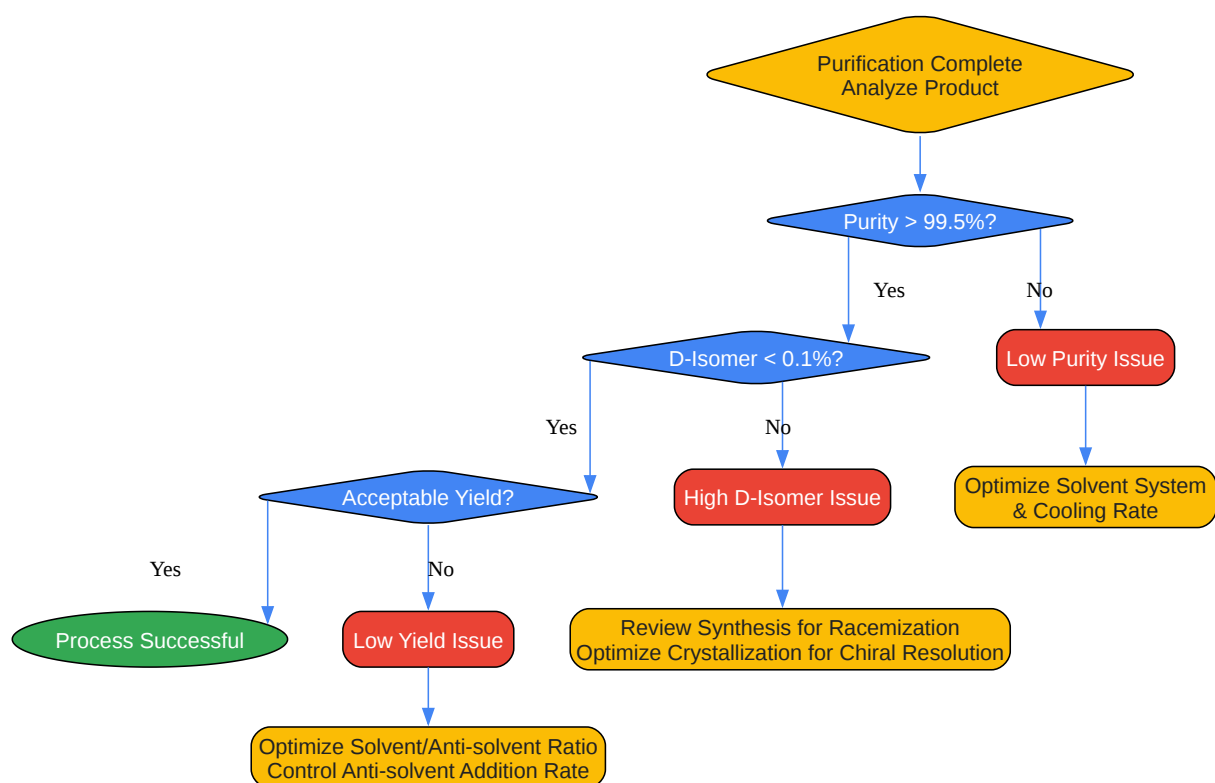 Purification Complete
Analyze Product
Purity > 99.5%?
Yes
No
D-Isomer < 0.1%?
Low Purity Issue
Yes
No
Acceptable Yield?
High D-Isomer Issue
Optimize Solvent System
& Cooling Rate
Yes
No
Process Successful
Low Yield Issue
Review Synthesis for Racemization
Optimize Crystallization for Chiral Resolution
Optimize Solvent/Anti-solvent Ratio
Control Anti-solvent Addition Rate